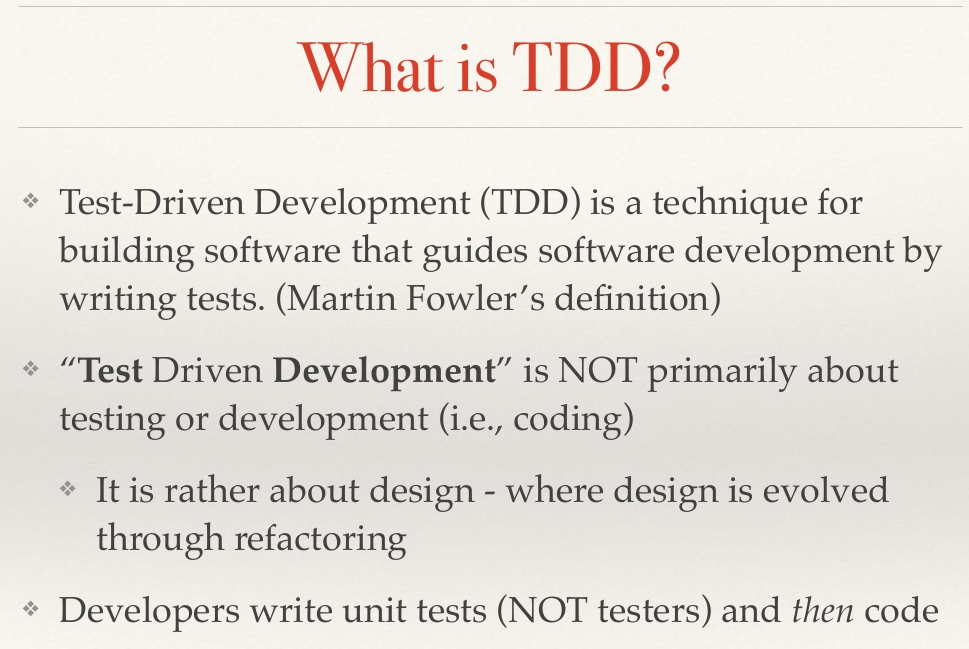 What is TDD?
❖ Test-Driven Development (TDD) is a technique for
building software that guides software development by
writing tests. (Martin Fowler’s definition)
❖ “Test Driven Development” is NOT primarily about
testing or development (i.e., coding)
❖ It is rather about design - where design is evolved
through refactoring
❖ Developers write unit tests (NOT testers) and then code